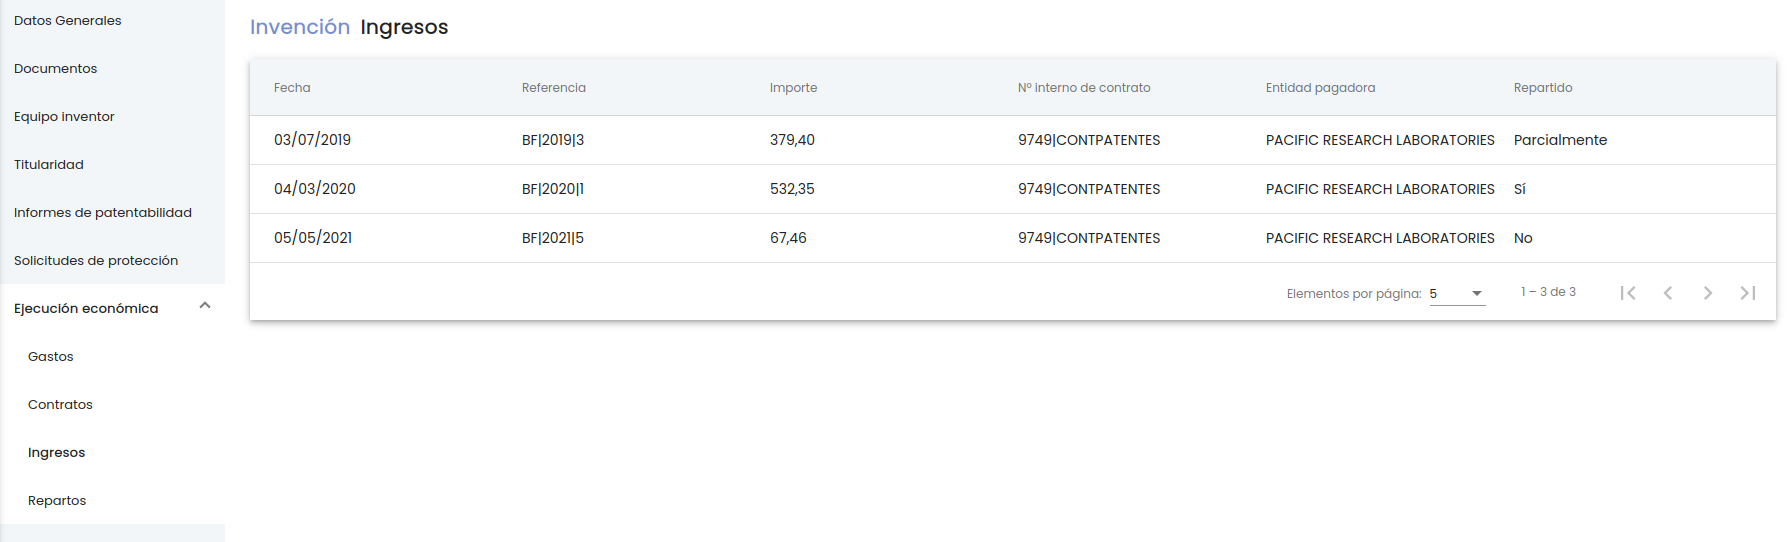 Datos Generales
Documentos
Equipo inventor
Titularidad
Informes de patentabilidad
Solicitudes de protección
Ejecución económica
Gastos
Contratos
Ingresos
Repartos
Invención Ingresos
Fecha Referencia Importe Nº interno de contrato Entidad pagadora Repartido
03/07/2019 BF|2019|3 379,40 9749|CONTPATENTES PACIFIC RESEARCH LABORATORIES Parcialmente
04/03/2020 BF|2020|1 532,35 9749|CONTPATENTES PACIFIC RESEARCH LABORATORIES Sí
05/05/2021 BF|2021|5 67,46 9749|CONTPATENTES PACIFIC RESEARCH LABORATORIES No
Elementos por página: 5 1 – 3 de 3